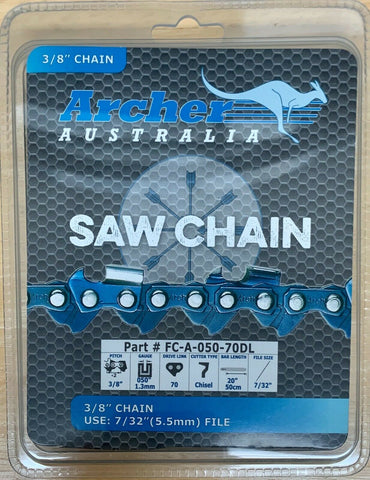 3/8" CHAIN
Archer
AUSTRALIA
SAW CHAIN
Part # FC-A-050-70DL
PITCH GAUGE DRIVE LINK CUTTER TYPE BAR LENGTH FILE SIZE
3/8" .050" 1.3mm 70 Chisel 20" 50cm 7/32"
3/8" CHAIN
USE: 7/32"(5.5mm) FILE